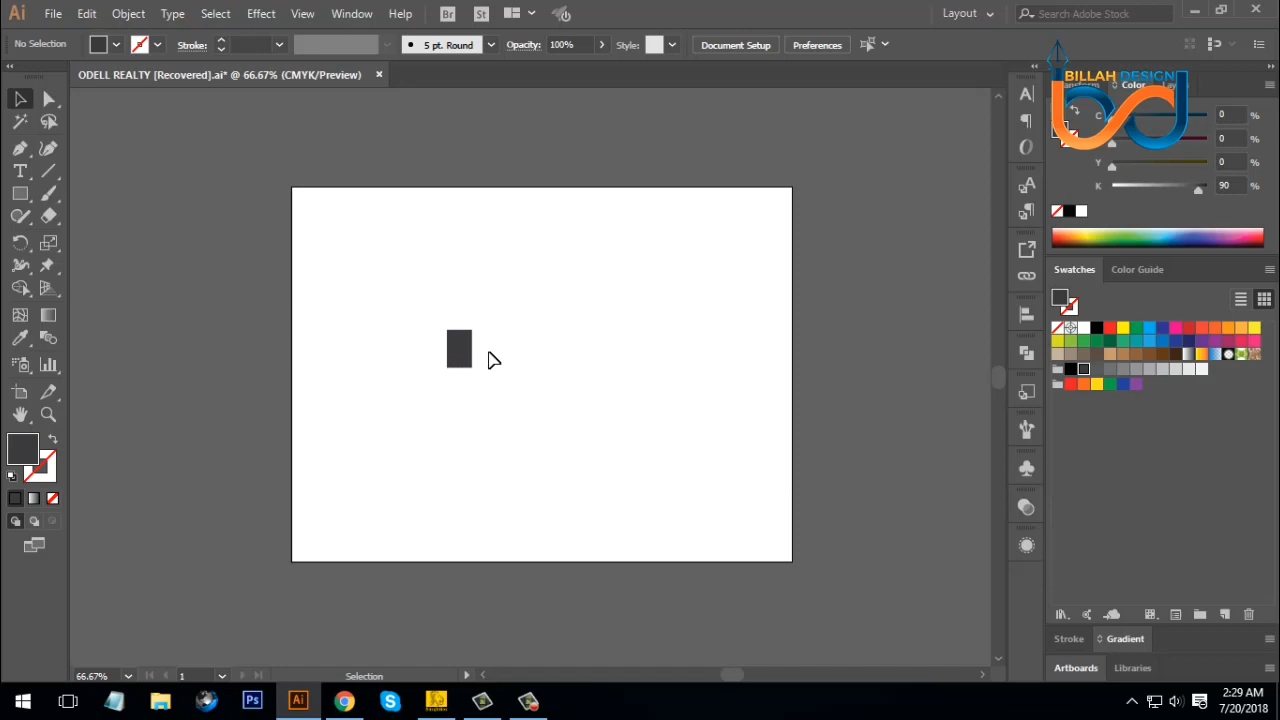 Ai File Edit Object Type Select Effect View Window Help Br St Layout Search Adobe Stock
No Selection Stroke: 5 pt. Round Opacity: 100% Style: Document Setup Preferences
ODELL REALTY [Recovered].ai* @ 66.67% (CMYK/Preview)
BILLAH DESIGN
Color
C 0 %
0 %
Y 0 %
K 90 %
Swatches Color Guide
Stroke Gradient
Artboards Libraries
66.67% 1 Selection
Ps Ai
2:29 AM
7/20/2018